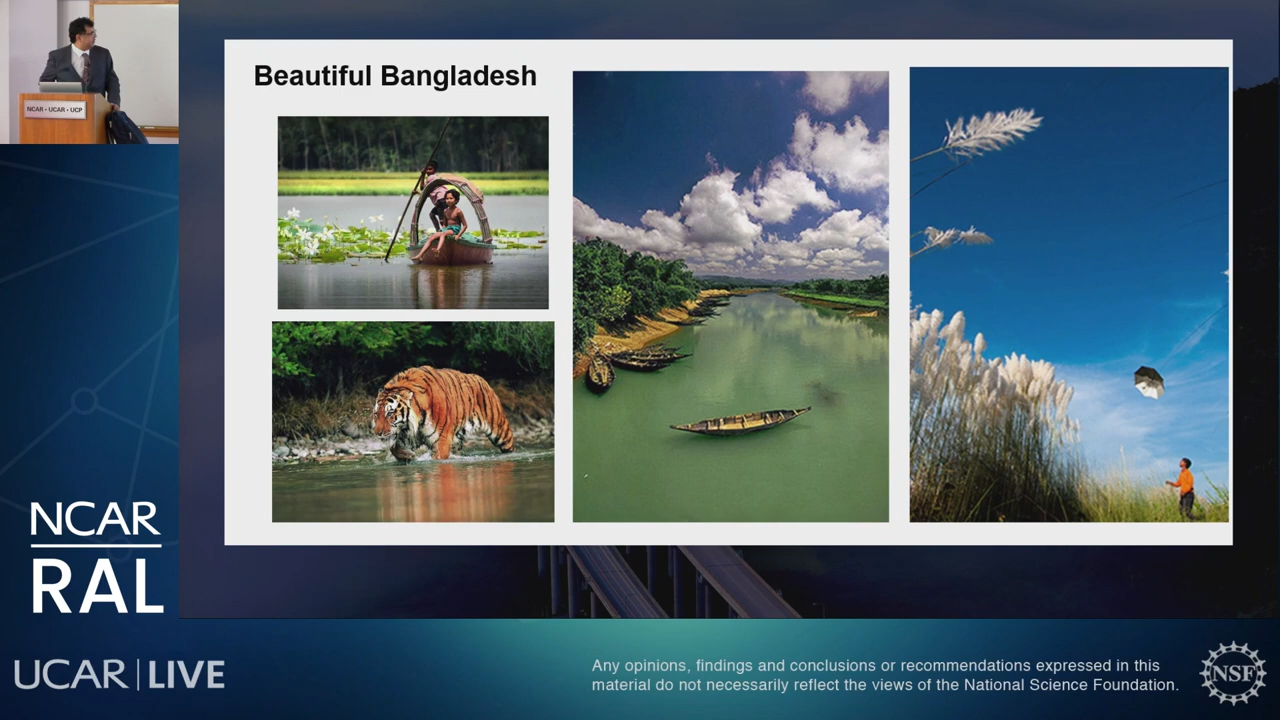 NCAR • UCAR • UCP
Beautiful Bangladesh
NCAR
RAL
UCAR | LIVE
Any opinions, findings and conclusions or recommendations expressed in this
material do not necessarily reflect the views of the National Science Foundation.
NSF